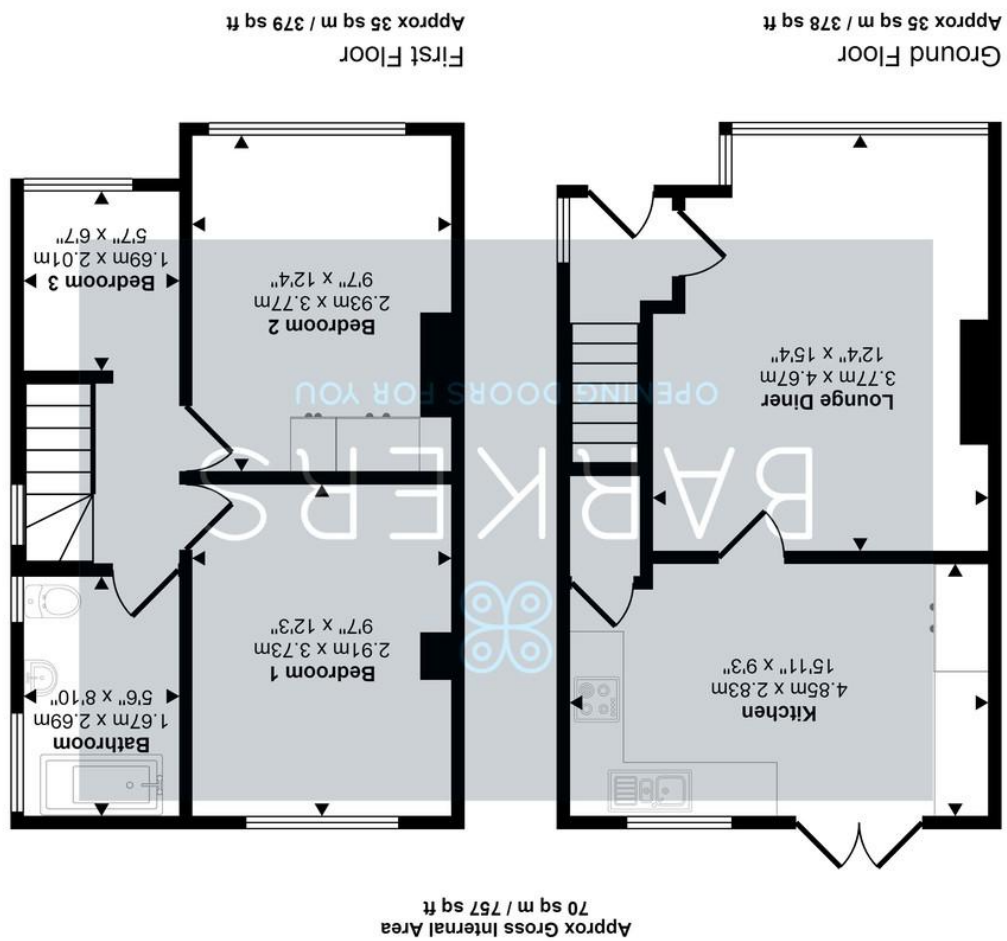 Approx Gross Internal Area
70 sq m / 757 sq ft
Kitchen
4.85m x 2.83m
15'11" x 9'3"
Lounge Diner
3.77m x 4.67m
12'4" x 15'4"
Ground Floor
Approx 35 sq m / 378 sq ft
Bedroom 1
2.91m x 3.73m
9'7" x 12'3"
Bathroom
1.67m x 2.69m
5'6" x 8'10"
Bedroom 2
2.93m x 3.77m
9'7" x 12'4"
Bedroom 3
1.69m x 2.01m
5'7" x 6'7"
First Floor
Approx 35 sq m / 379 sq ft
BARKERS
OPENING DOORS FOR YOU